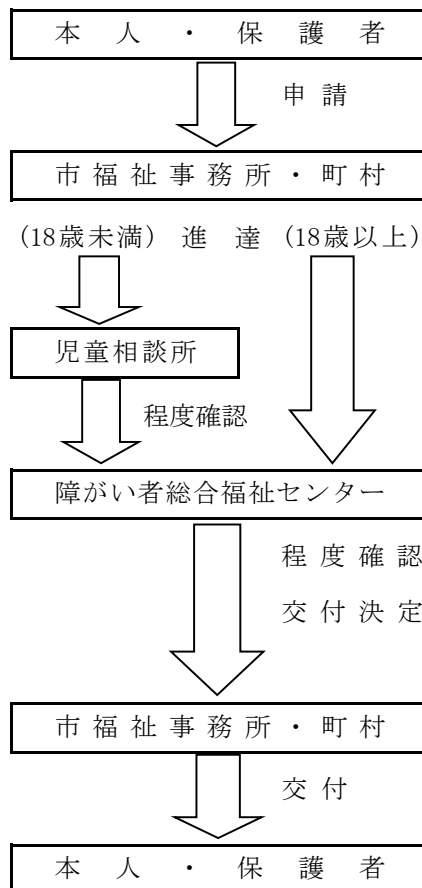 本人・保護者
申請
市福祉事務所・町村
(18歳未満) 進達 (18歳以上)
児童相談所
程度確認
障がい者総合福祉センター
程度確認
交付決定
市福祉事務所・町村
交付
本人・保護者